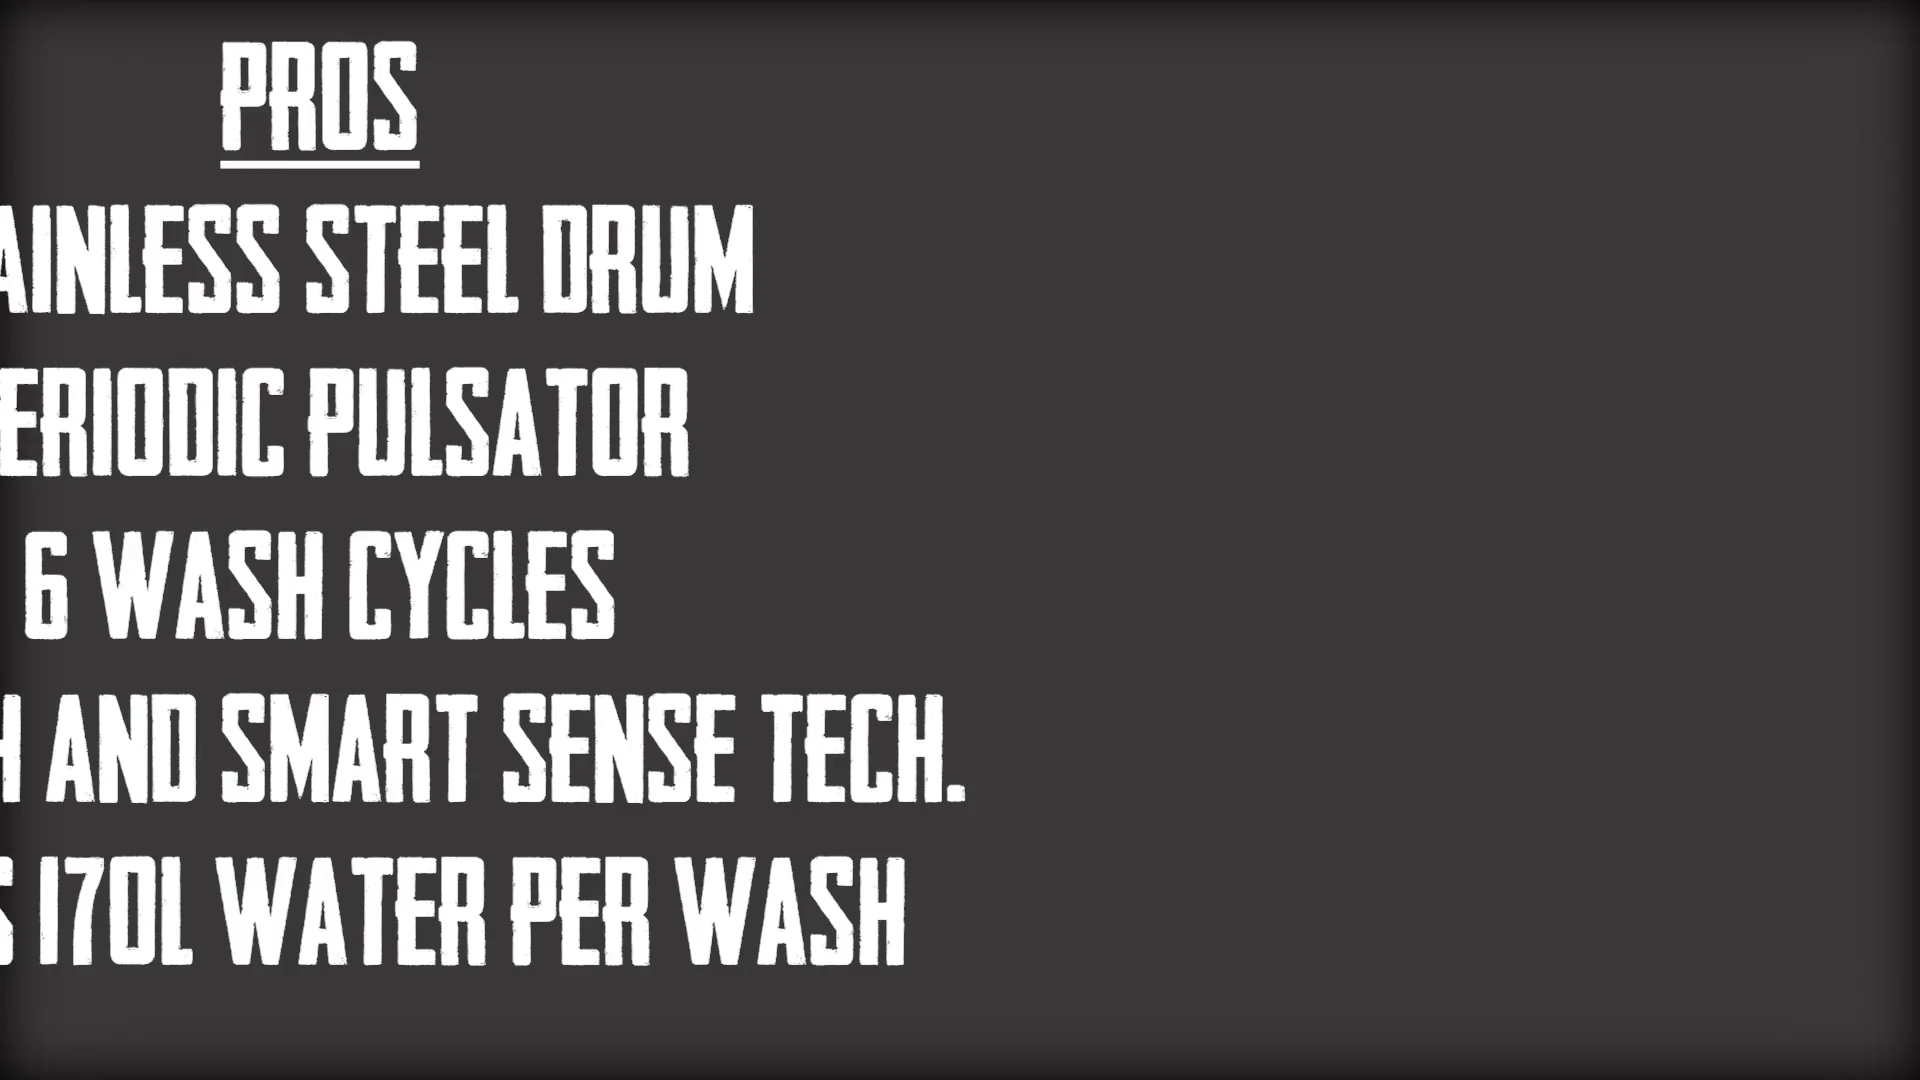 PROS
AINLESS STEEL DRUM
ERIODIC PULSATOR
6 WASH CYCLES
H AND SMART SENSE TECH.
S 170L WATER PER WASH